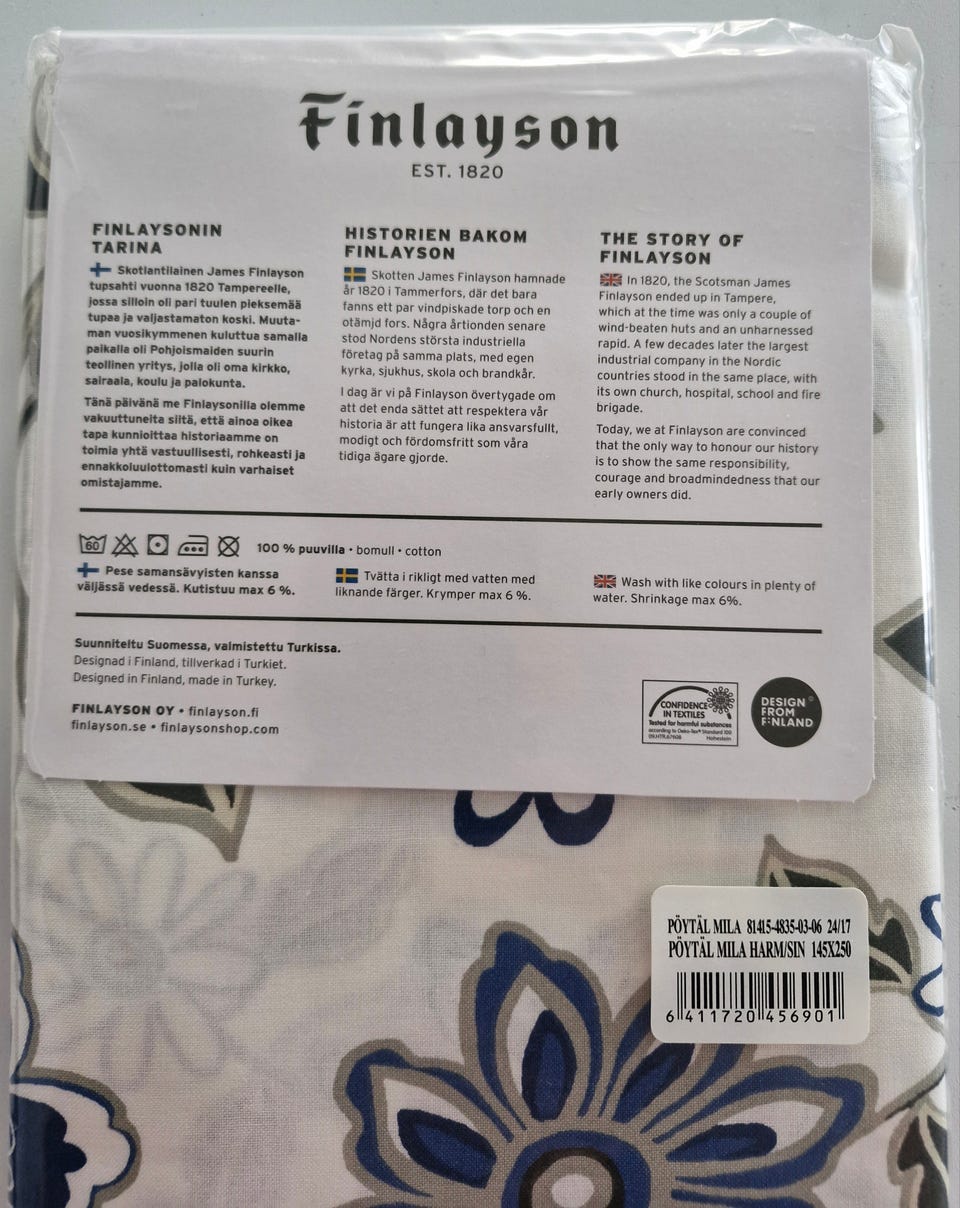 Finlayson
EST. 1820
FINLAYSONIN
TARINA
Skotlantilainen James Finlayson
tupsahti vuonna 1820 Tampereelle,
jossa silloin oli pari tuulen pieksemää
tupaa ja valjastamaton koski. Muuta-
man vuosikymmenen kuluttua samalla
paikalla oli Pohjoismaiden suurin
teollinen yritys, jolla oli oma kirkko,
sairaala, koulu ja palokunta.
Tänä päivänä me Finlaysonilla olemme
vakuuttuneita siitä, että ainoa oikea
tapa kunnioittaa historiaamme on
toimia yhtä vastuullisesti, rohkeasti ja
ennakkoluulottomasti kuin varhaiset
omistajamme.
HISTORIEN BAKOM
FINLAYSON
Skotten James Finlayson hamnade
år 1820 i Tammerfors, där det bara
fanns ett par vindpiskade torp och en
otämjd fors. Några årtionden senare
stod Nordens största industriella
företag på samma plats, med egen
kyrka, sjukhus, skola och brandkår.
I dag är vi på Finlayson övertygade om
att det enda sättet att respektera vår
historia är att fungera lika ansvarsfullt,
modigt och fördomsfritt som våra
tidiga ägare gjorde.
THE STORY OF
FINLAYSON
In 1820, the Scotsman James
Finlayson ended up in Tampere,
which at the time was only a couple of
wind-beaten huts and an unharnessed
rapid. A few decades later the largest
industrial company in the Nordic
countries stood in the same place, with
its own church, hospital, school and fire
brigade.
Today, we at Finlayson are convinced
that the only way to honour our history
is to show the same responsibility,
courage and broadmindedness that our
early owners did.
60 100 % puuvilla • bomull • cotton
Pese samansävyisten kanssa
väljässä vedessä. Kutistuu max 6 %.
Tvätta i rikligt med vatten med
liknande färger. Krymper max 6 %.
Wash with like colours in plenty of
water. Shrinkage max 6%.
Suunniteltu Suomessa, valmistettu Turkissa.
Designad i Finland, tillverkad i Turkiet.
Designed in Finland, made in Turkey.
FINLAYSON OY • finlayson.fi
finlayson.se • finlaysonshop.com
CONFIDENCE
IN TEXTILES
Tested for harmful substances
according to Oeko-Tex® Standard 100
09.HTR.67908 Hohenstein
DESIGN
FROM
FINLAND
PÖYTÄL MILA 81415-4835-03-06 24/17
PÖYTÄL MILA HARM/SIN 145X250
6 411720 456901